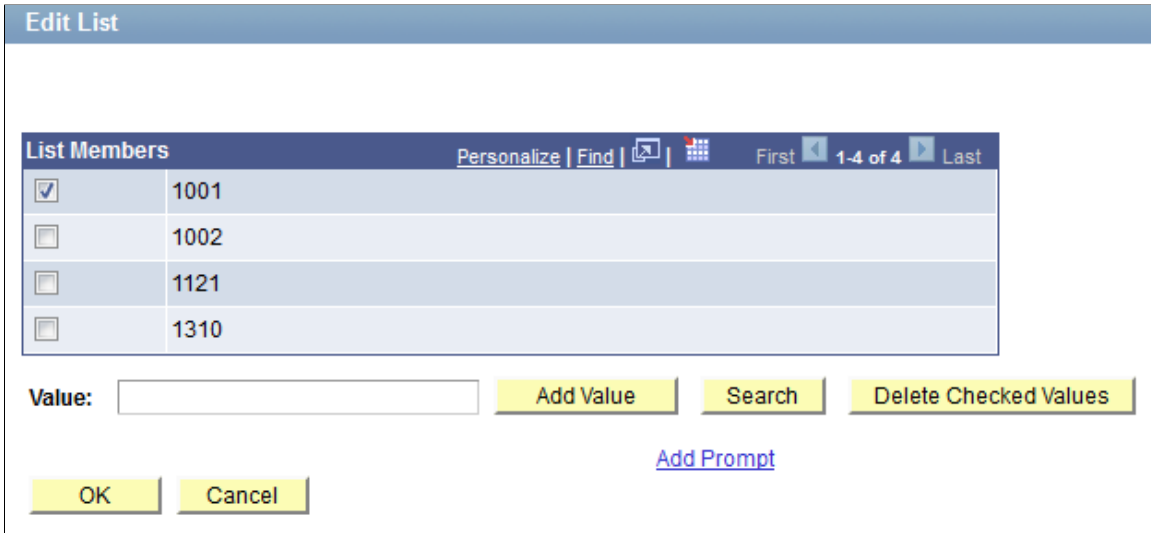 Edit List
List Members Personalize | Find | | First 1-4 of 4 Last
1001
1002
1121
1310
Value: Add Value Search Delete Checked Values
Add Prompt
OK Cancel